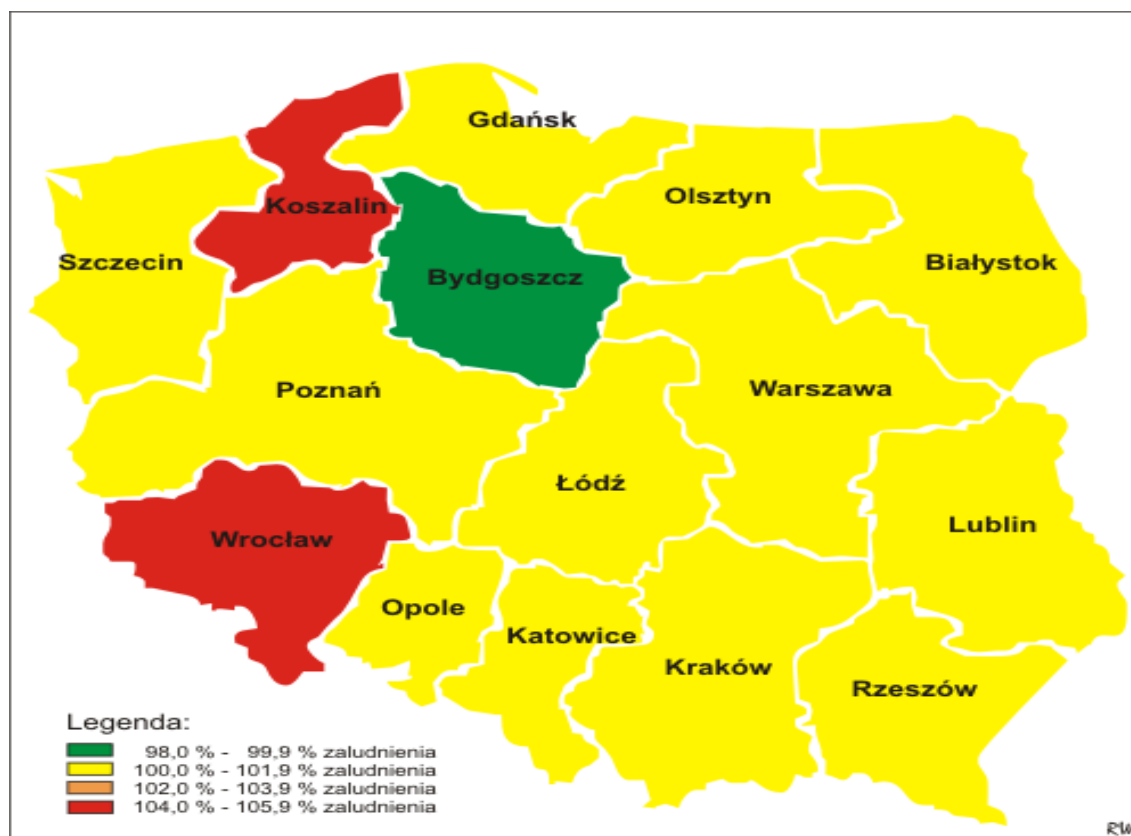 Gdańsk
Olsztyn
Koszalin
Szczecin
Białystok
Bydgoszcz
Poznań
Warszawa
Łódź
Lublin
Wrocław
Opole
Katowice
Kraków
Rzeszów
Legenda:
98,0 % - 99,9 % zaludnienia
100,0 % - 101,9 % zaludnienia
102,0 % - 103,9 % zaludnienia
104,0 % - 105,9 % zaludnienia